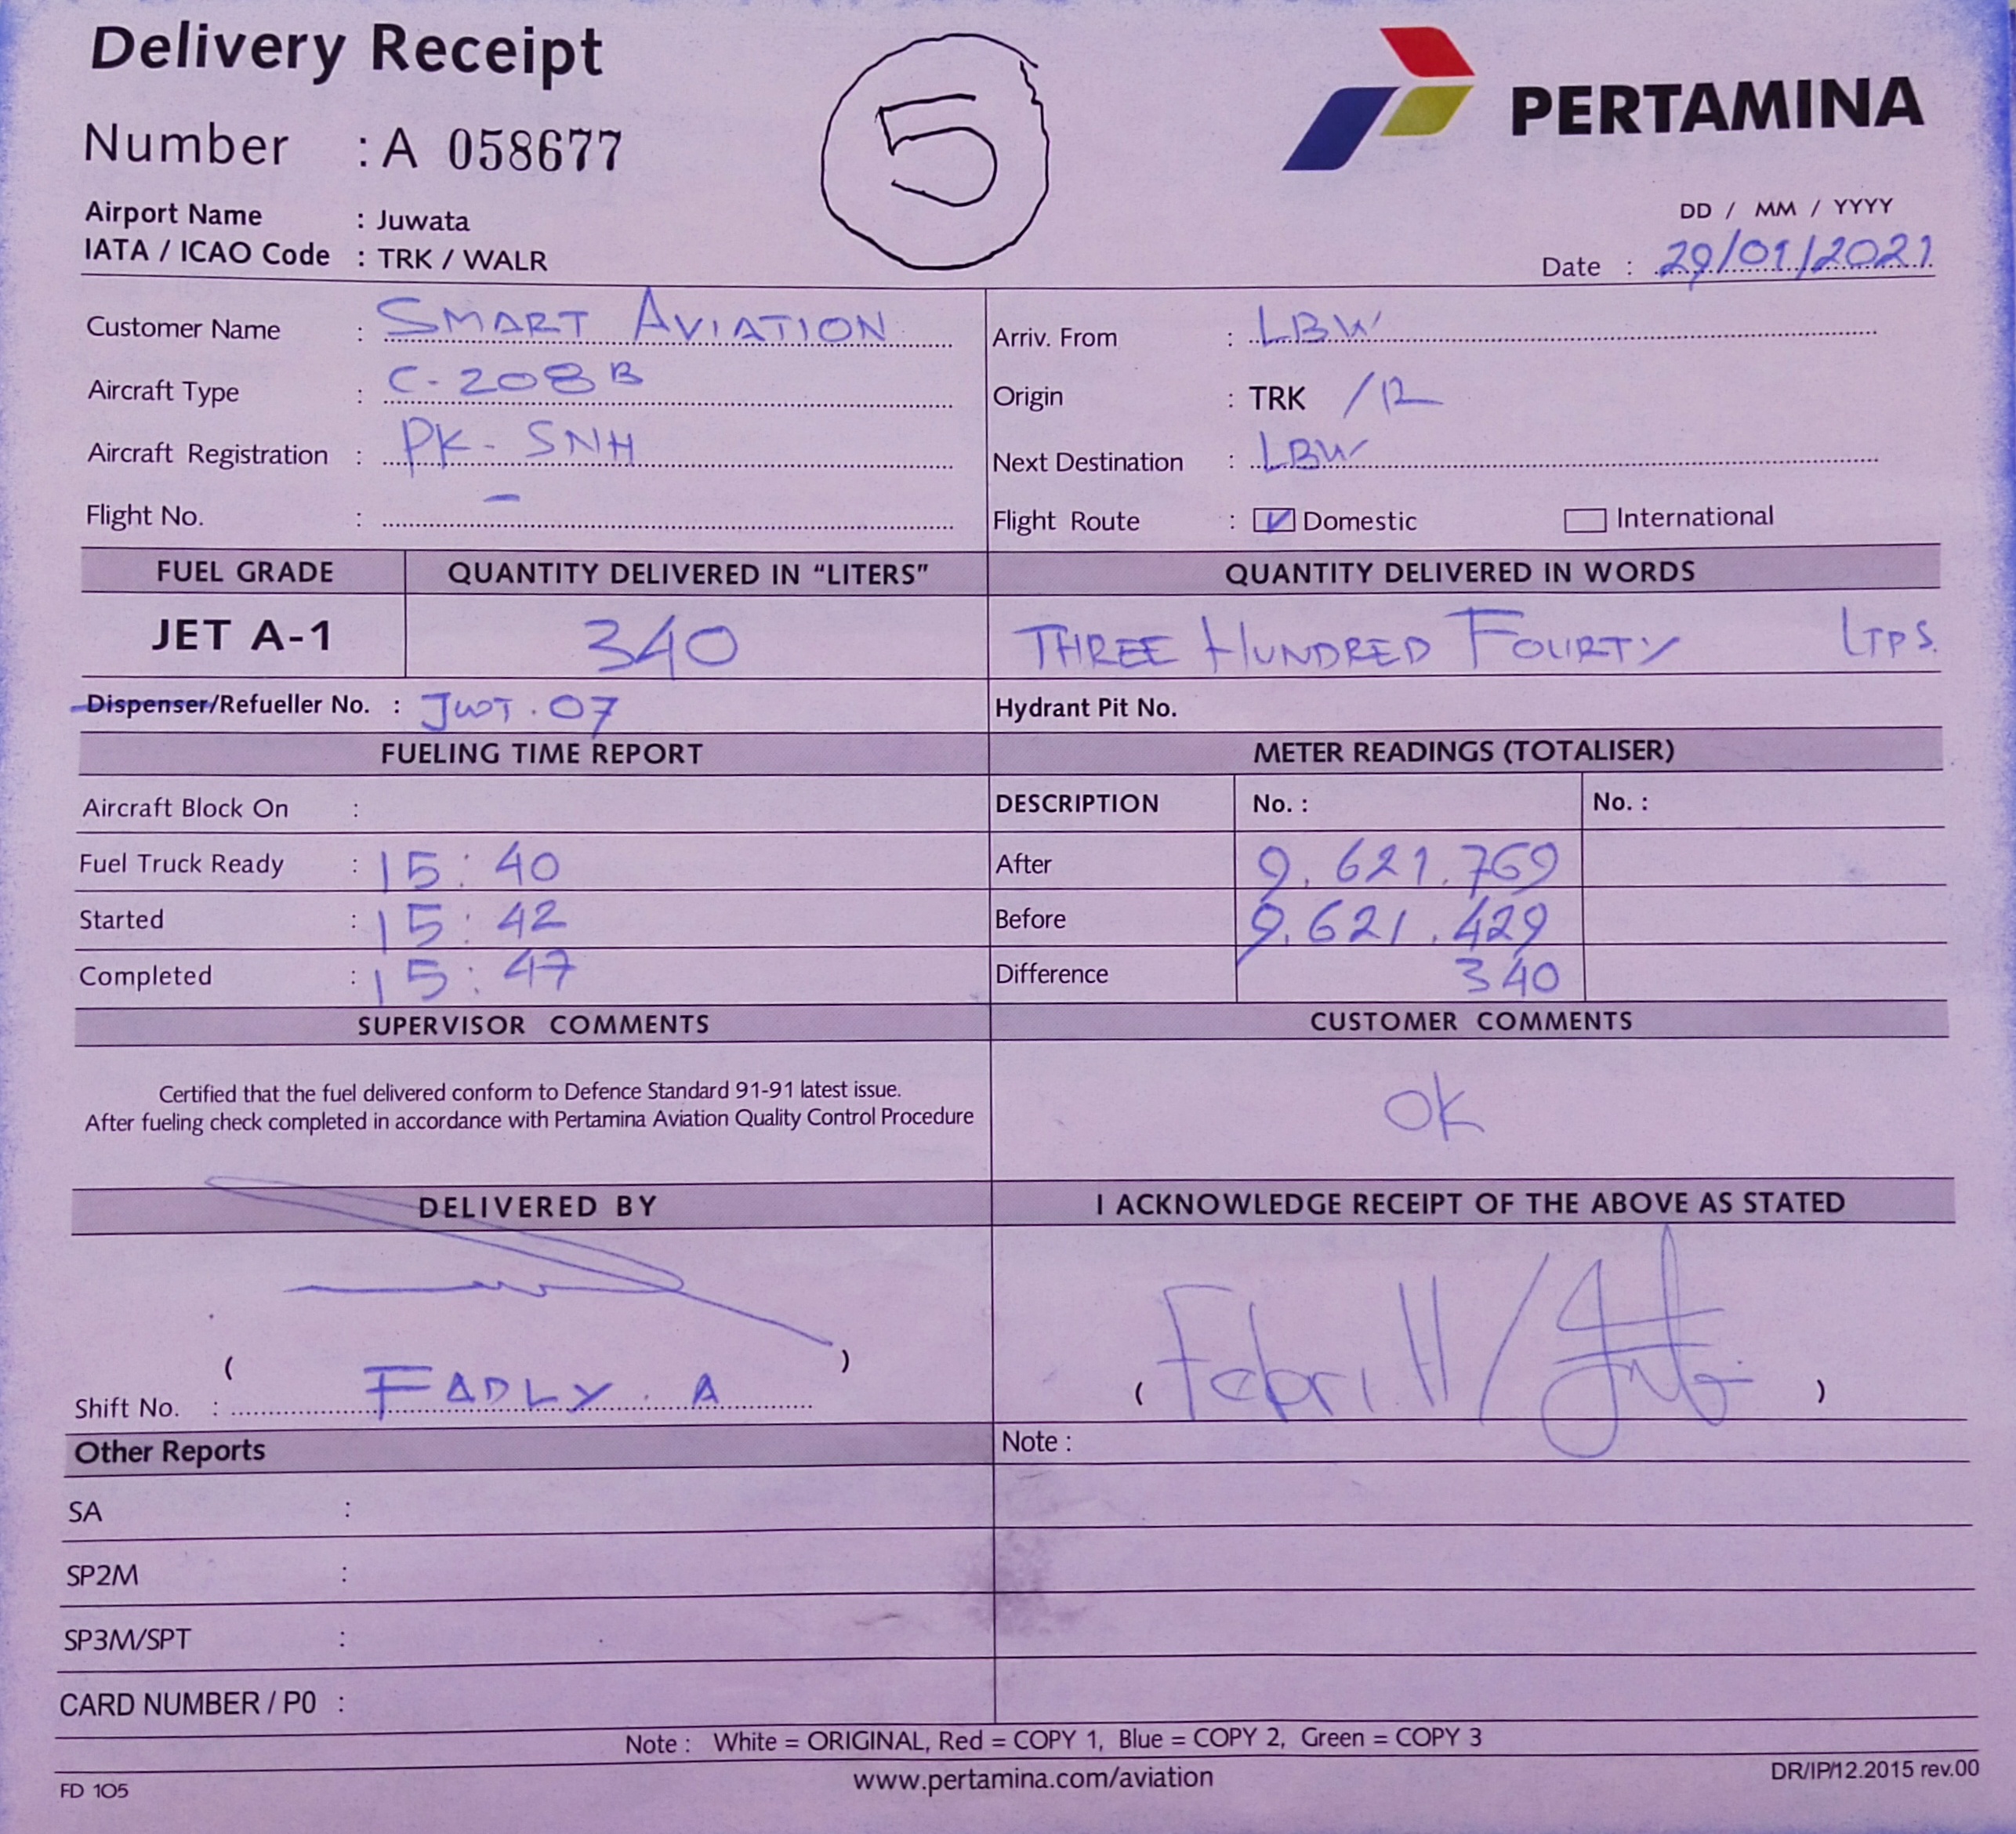 Delivery Receipt
5
PERTAMINA
Number : A 058677
Airport Name : Juwata
IATA / ICAO Code : TRK / WALR
DD / MM / YYYY
Date : 29/01/2021
Customer Name : SMART AVIATION
Arriv. From : LBW
Aircraft Type : C-208B
Origin : TRK /
Aircraft Registration : PK-SNH
Next Destination : LBW
Flight No. : -
Flight Route : Domestic International
FUEL GRADE QUANTITY DELIVERED IN “LITERS” QUANTITY DELIVERED IN WORDS
JET A-1 340 THREE HUNDRED FOURTY
Dispenser/Refueller No. : JWT.07 Hydrant Pit No.
FUELING TIME REPORT METER READINGS (TOTALISER)
Aircraft Block On : DESCRIPTION No. : No. :
Fuel Truck Ready : 15:40 After 9.621.769
Started : 15:42 Before 9.621.429
Completed : 15:47 Difference 340
SUPERVISOR COMMENTS CUSTOMER COMMENTS
Certified that the fuel delivered conform to Defence Standard 91-91 latest issue.
After fueling check completed in accordance with Pertamina Aviation Quality Control Procedure
OK
DELIVERED BY I ACKNOWLEDGE RECEIPT OF THE ABOVE AS STATED
( )
( Febri H / )
Shift No. : FADLY. A
Other Reports Note :
SA :
SP2M :
SP3M/SPT :
CARD NUMBER / P0 :
Note : White = ORIGINAL, Red = COPY 1, Blue = COPY 2, Green = COPY 3
FD 105 www.pertamina.com/aviation DR/IP/12.2015 rev.00